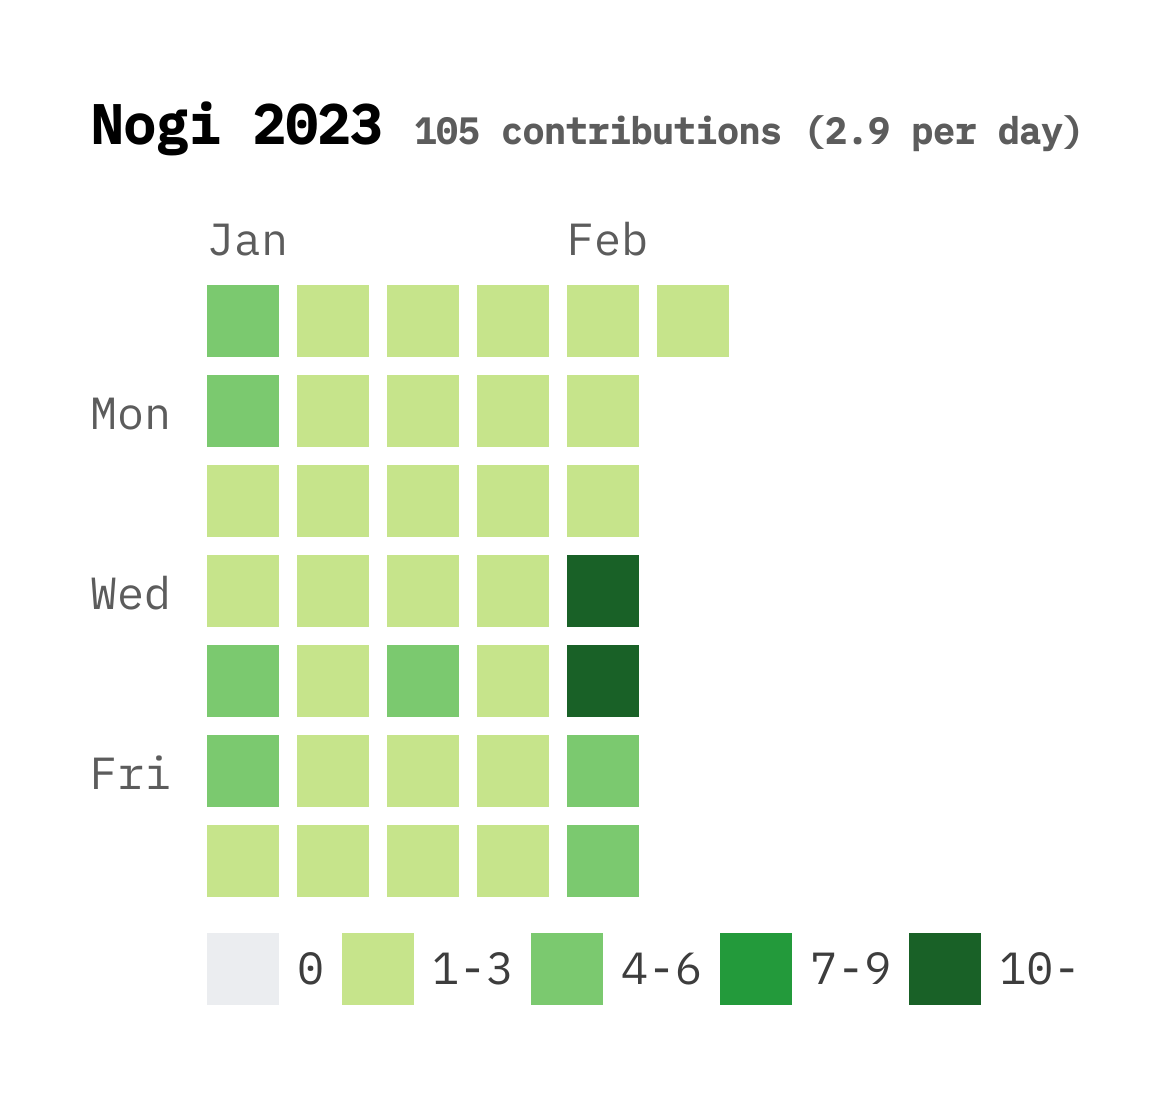 Nogi 2023 105 contributions (2.9 per day)
Jan Feb
Mon
Wed
Fri
0 1-3 4-6 7-9 10-